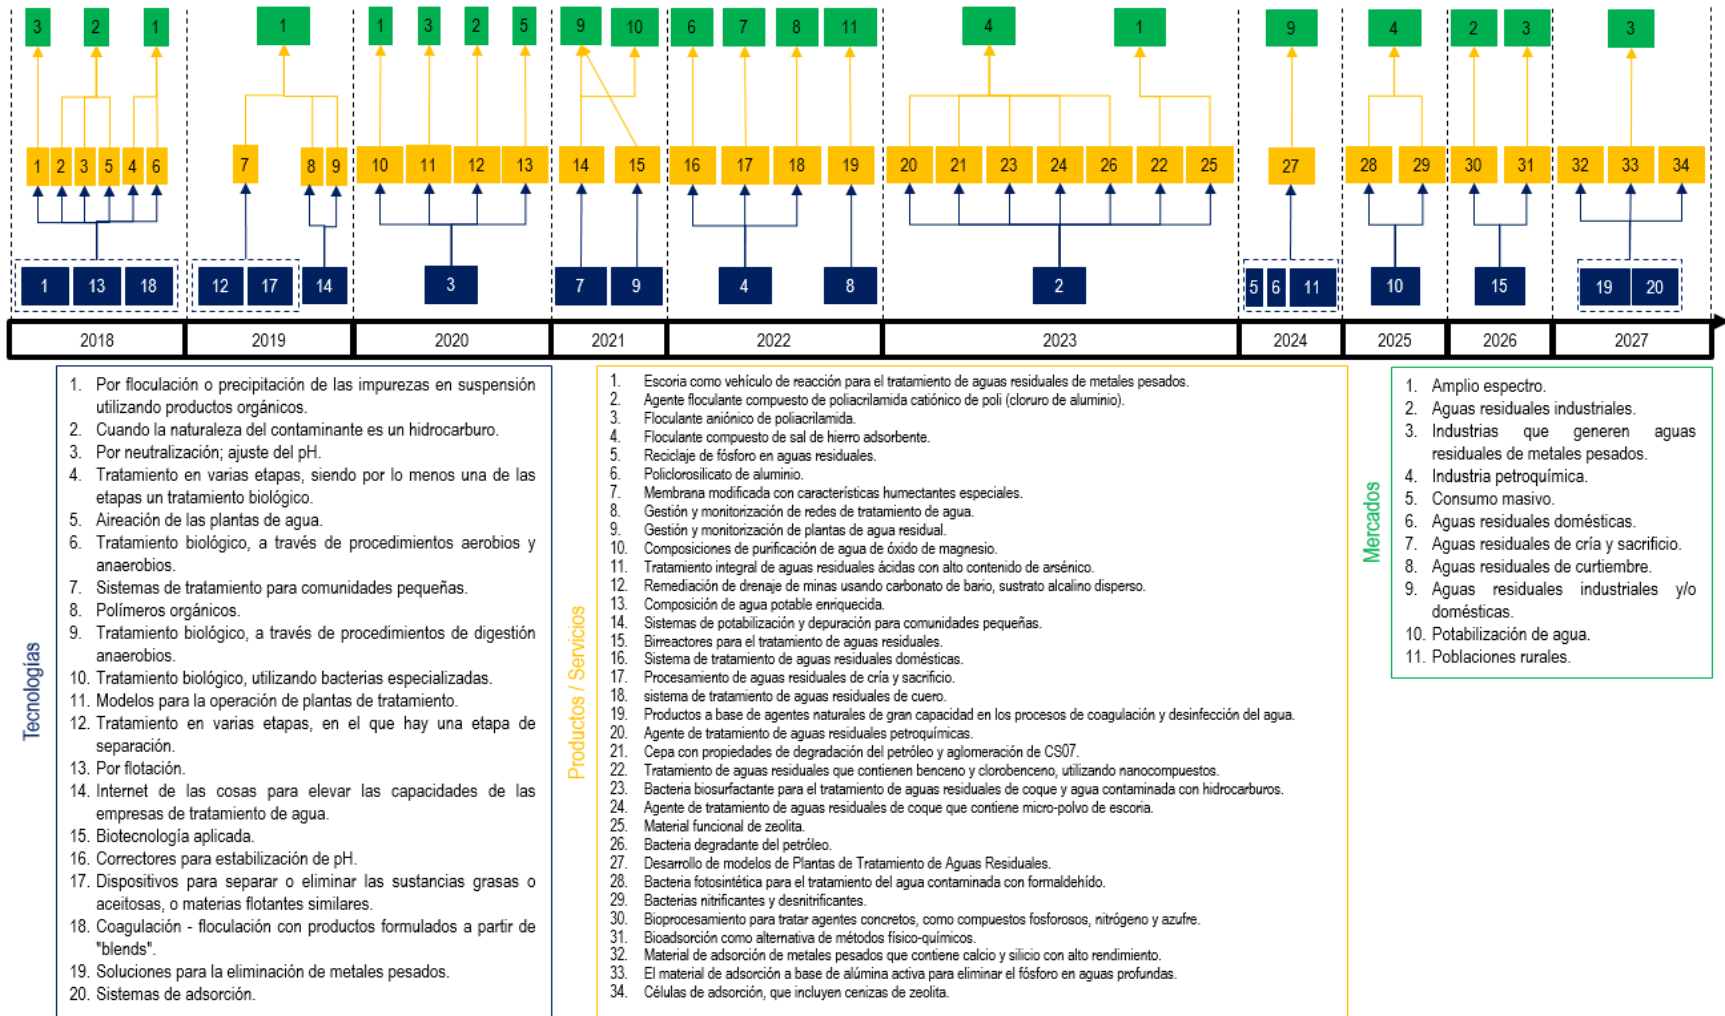 3 2 1 1 1 3 2 5 9 10 6 7 8 11 4 1 9 4 2 3 3
1 2 3 5 4 6 7 8 9 10 11 12 13 14 15 16 17 18 19 20 21 23 24 26 22 25 27 28 29 30 31 32 33 34
1 13 18 12 17 14 3 7 9 4 8 2 5 6 11 10 15 19 20
2018 2019 2020 2021 2022 2023 2024 2025 2026 2027
Tecnologías
1. Por floculación o precipitación de las impurezas en suspensión
utilizando productos orgánicos.
2. Cuando la naturaleza del contaminante es un hidrocarburo.
3. Por neutralización; ajuste del pH.
4. Tratamiento en varias etapas, siendo por lo menos una de las
etapas un tratamiento biológico.
5. Aireación de las plantas de agua.
6. Tratamiento biológico, a través de procedimientos aerobios y
anaerobios.
7. Sistemas de tratamiento para comunidades pequeñas.
8. Polímeros orgánicos.
9. Tratamiento biológico, a través de procedimientos de digestión
anaerobios.
10. Tratamiento biológico, utilizando bacterias especializadas.
11. Modelos para la operación de plantas de tratamiento.
12. Tratamiento en varias etapas, en el que hay una etapa de
separación.
13. Por flotación.
14. Internet de las cosas para elevar las capacidades de las
empresas de tratamiento de agua.
15. Biotecnología aplicada.
16. Correctores para estabilización de pH.
17. Dispositivos para separar o eliminar las sustancias grasas o
aceitosas, o materias flotantes similares.
18. Coagulación - floculación con productos formulados a partir de
"blends".
19. Soluciones para la eliminación de metales pesados.
20. Sistemas de adsorción.
Productos / Servicios
1. Escoria como vehículo de reacción para el tratamiento de aguas residuales de metales pesados.
2. Agente floculante compuesto de poliacrilamida catiónico de poli (cloruro de aluminio).
3. Floculante aniónico de poliacrilamida.
4. Floculante compuesto de sal de hierro adsorbente.
5. Reciclaje de fósforo en aguas residuales.
6. Policlorosilicato de aluminio.
7. Membrana modificada con características humectantes especiales.
8. Gestión y monitorización de redes de tratamiento de agua.
9. Gestión y monitorización de plantas de agua residual.
10. Composiciones de purificación de agua de óxido de magnesio.
11. Tratamiento integral de aguas residuales ácidas con alto contenido de arsénico.
12. Remediación de drenaje de minas usando carbonato de bario, sustrato alcalino disperso.
13. Composición de agua potable enriquecida.
14. Sistemas de potabilización y depuración para comunidades pequeñas.
15. Birreactores para el tratamiento de aguas residuales.
16. Sistema de tratamiento de aguas residuales domésticas.
17. Procesamiento de aguas residuales de cría y sacrificio.
18. sistema de tratamiento de aguas residuales de cuero.
19. Productos a base de agentes naturales de gran capacidad en los procesos de coagulación y desinfección del agua.
20. Agente de tratamiento de aguas residuales petroquímicas.
21. Cepa con propiedades de degradación del petróleo y aglomeración de CS07.
22. Tratamiento de aguas residuales que contienen benceno y clorobenceno, utilizando nanocompuestos.
23. Bacteria biosurfactante para el tratamiento de aguas residuales de coque y agua contaminada con hidrocarburos.
24. Agente de tratamiento de aguas residuales de coque que contiene micro-polvo de escoria.
25. Material funcional de zeolita.
26. Bacteria degradante del petróleo.
27. Desarrollo de modelos de Plantas de Tratamiento de Aguas Residuales.
28. Bacteria fotosintética para el tratamiento del agua contaminada con formaldehído.
29. Bacterias nitrificantes y desnitrificantes.
30. Bioprocesamiento para tratar agentes concretos, como compuestos fosforosos, nitrógeno y azufre.
31. Bioadsorción como alternativa de métodos físico-químicos.
32. Material de adsorción de metales pesados que contiene calcio y silicio con alto rendimiento.
33. El material de adsorción a base de alúmina activa para eliminar el fósforo en aguas profundas.
34. Células de adsorción, que incluyen cenizas de zeolita.
Mercados
1. Amplio espectro.
2. Aguas residuales industriales.
3. Industrias que generen aguas
residuales de metales pesados.
4. Industria petroquímica.
5. Consumo masivo.
6. Aguas residuales domésticas.
7. Aguas residuales de cría y sacrificio.
8. Aguas residuales de curtiembre.
9. Aguas residuales industriales y/o
domésticas.
10. Potabilización de agua.
11. Poblaciones rurales.